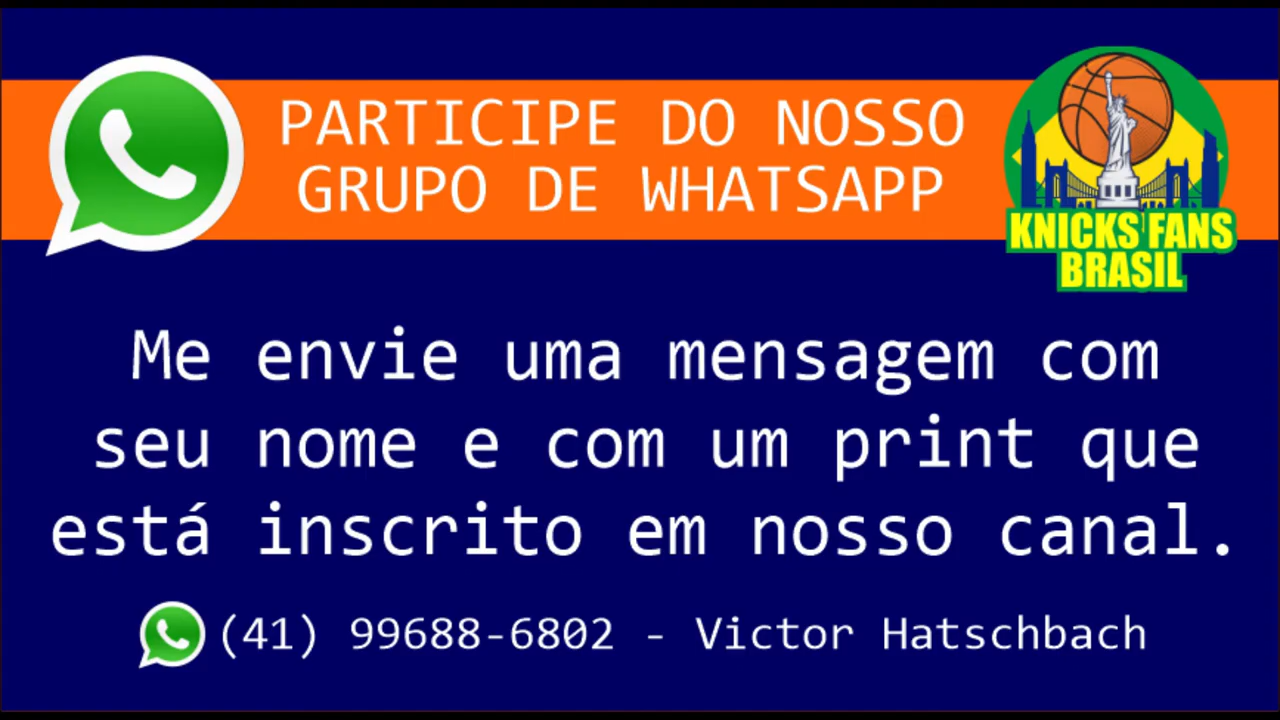 PARTICIPE DO NOSSO
GRUPO DE WHATSAPP
KNICKS FANS
BRASIL
Me envie uma mensagem com
seu nome e com um print que
está inscrito em nosso canal.
(41) 99688-6802 - Victor Hatschbach